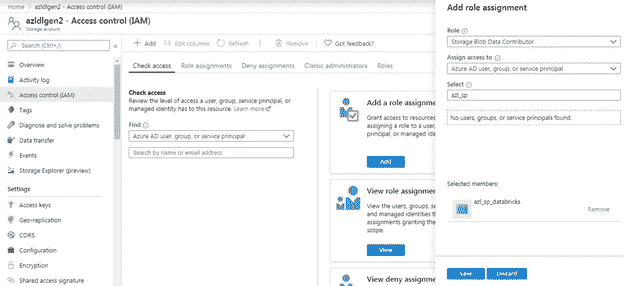 Home > azldlgen2 - Access control (IAM)
azldlgen2 - Access control (IAM)
Storage account
Search (Ctrl+/)
«
Overview
Activity log
Access control (IAM)
Tags
Diagnose and solve problems
Data transfer
Events
Storage Explorer (preview)
Settings
Access keys
Geo-replication
CORS
Configuration
Encryption
Shared access signature
Add
Edit columns
Refresh
Remove
Got feedback?
Check access
Role assignments
Deny assignments
Classic administrators
Roles
Check access
Review the level of access a user, group, service principal, or
managed identity has to this resource. Learn more
Find
Azure AD user, group, or service principal
Search by name or email address
Add a role assignment
Grant access to resources
assigning a role to a user,
principal, or managed iden
Add
View role assignment
View the users, groups, se
and managed identities th
assignments granting the
scope.
View
View deny assignment
Add role assignment
Role
Storage Blob Data Contributor
Assign access to
Azure AD user, group, or service principal
Select
azl_sp
No users, groups, or service principals found.
Selected members:
azl_sp_databricks
Remove
Save
Discard